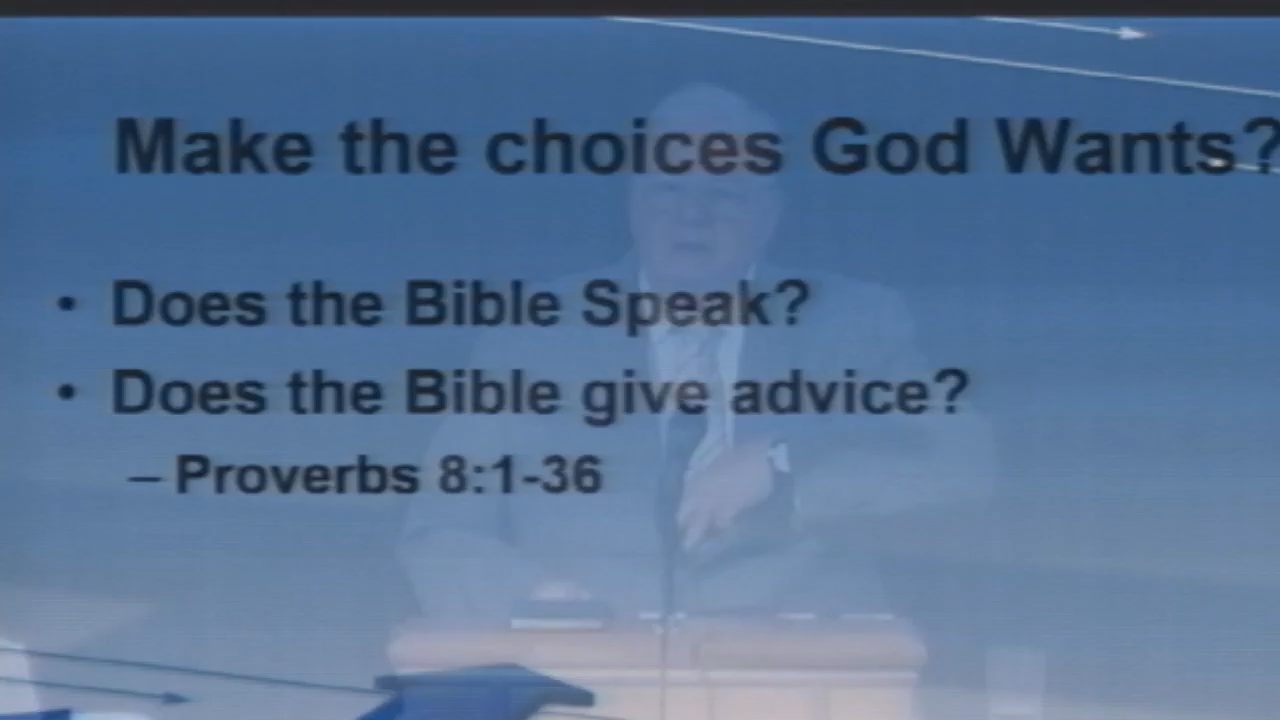 Make the choices God Wants?
• Does the Bible Speak?
• Does the Bible give advice?
– Proverbs 8:1-36